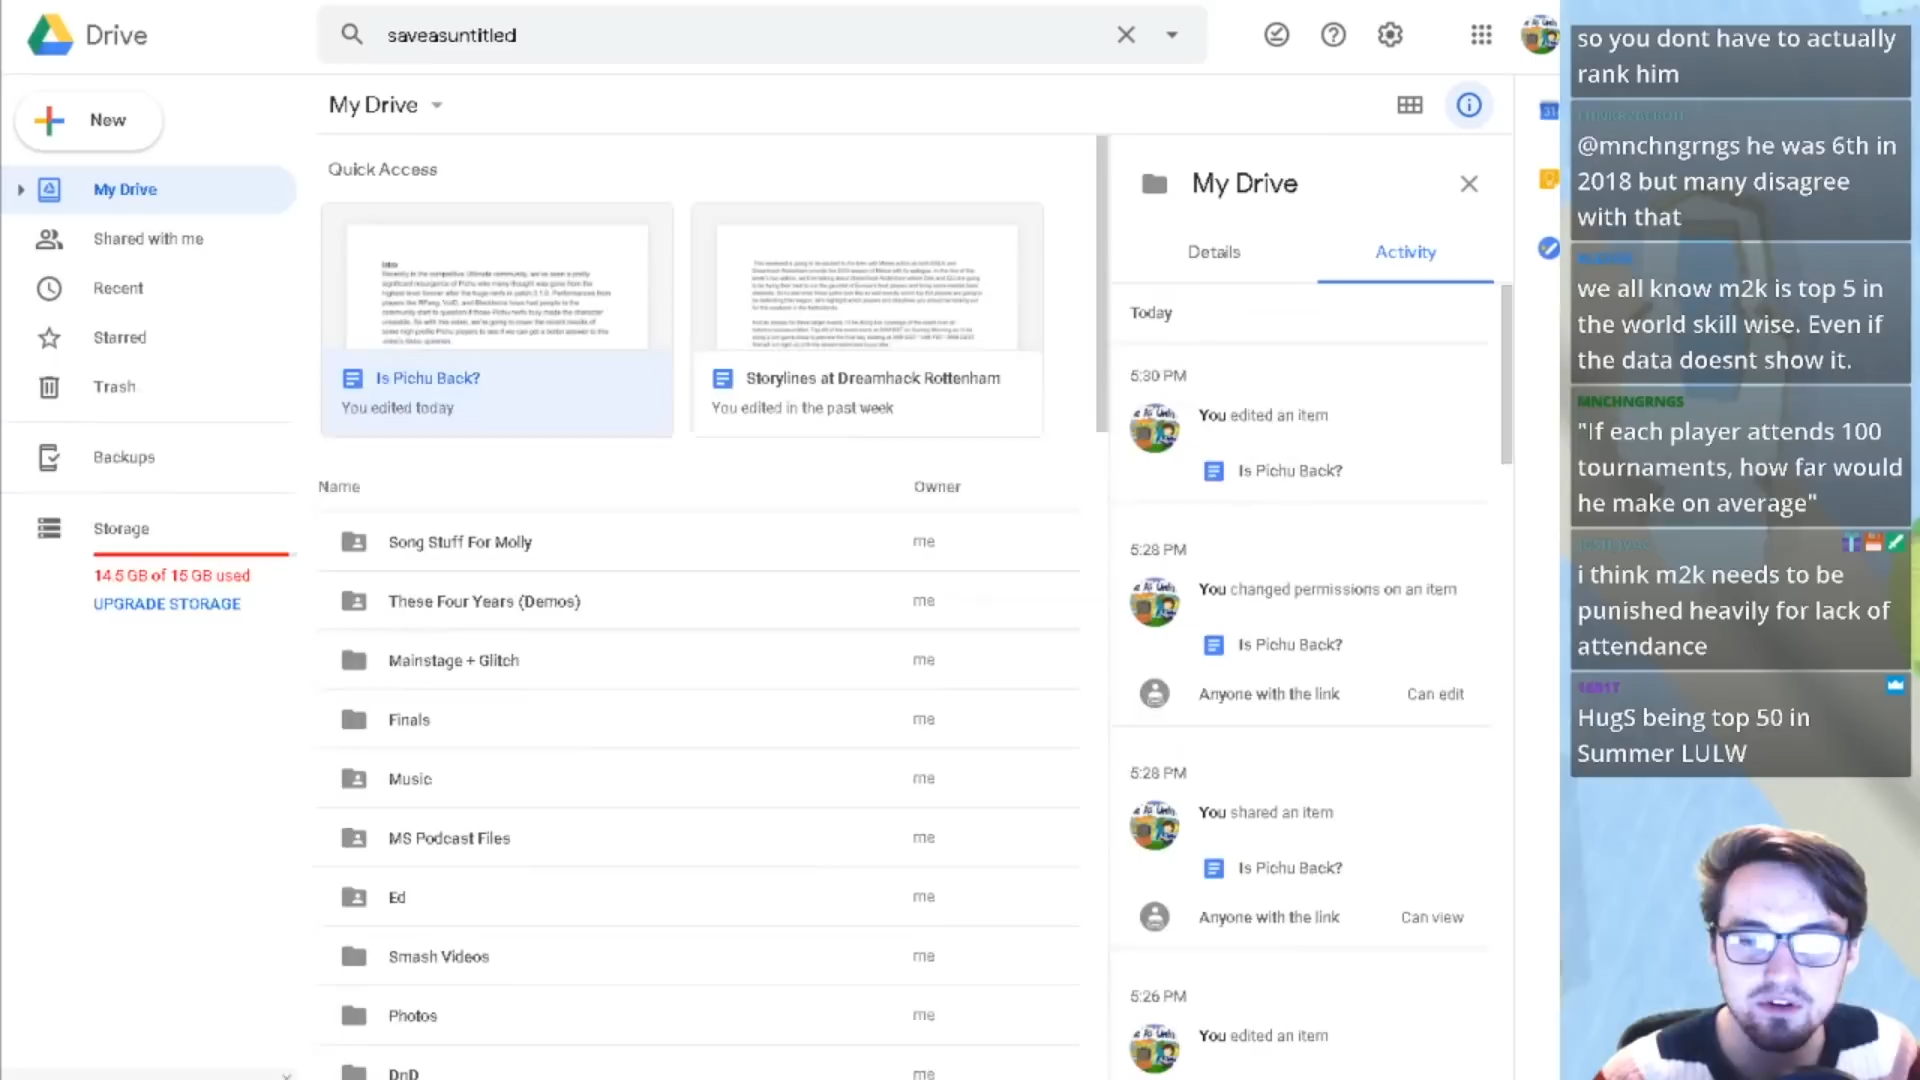 Drive
saveasuntitled
New
My Drive
Shared with me
Recent
Starred
Trash
Backups
Storage
14.5 GB of 15 GB used
UPGRADE STORAGE
My Drive
Quick Access
Intro
Is Pichu Back?
You edited today
Storylines at Dreamhack Rottenham
You edited in the past week
Name Owner
Song Stuff For Molly me
These Four Years (Demos) me
Mainstage + Glitch me
Finals me
Music me
MS Podcast Files me
Ed me
Smash Videos me
Photos me
DnD me
My Drive
Details Activity
Today
5:30 PM
You edited an item
Is Pichu Back?
5:28 PM
You changed permissions on an item
Is Pichu Back?
Anyone with the link Can edit
5:28 PM
You shared an item
Is Pichu Back?
Anyone with the link Can view
5:26 PM
You edited an item
31
so you dont have to actually
rank him
@mnchngrngs he was 6th in
2018 but many disagree
with that
we all know m2k is top 5 in
the world skill wise. Even if
the data doesnt show it.
MNCHNGRNGS
"If each player attends 100
tournaments, how far would
he make on average"
i think m2k needs to be
punished heavily for lack of
attendance
HugS being top 50 in
Summer LULW